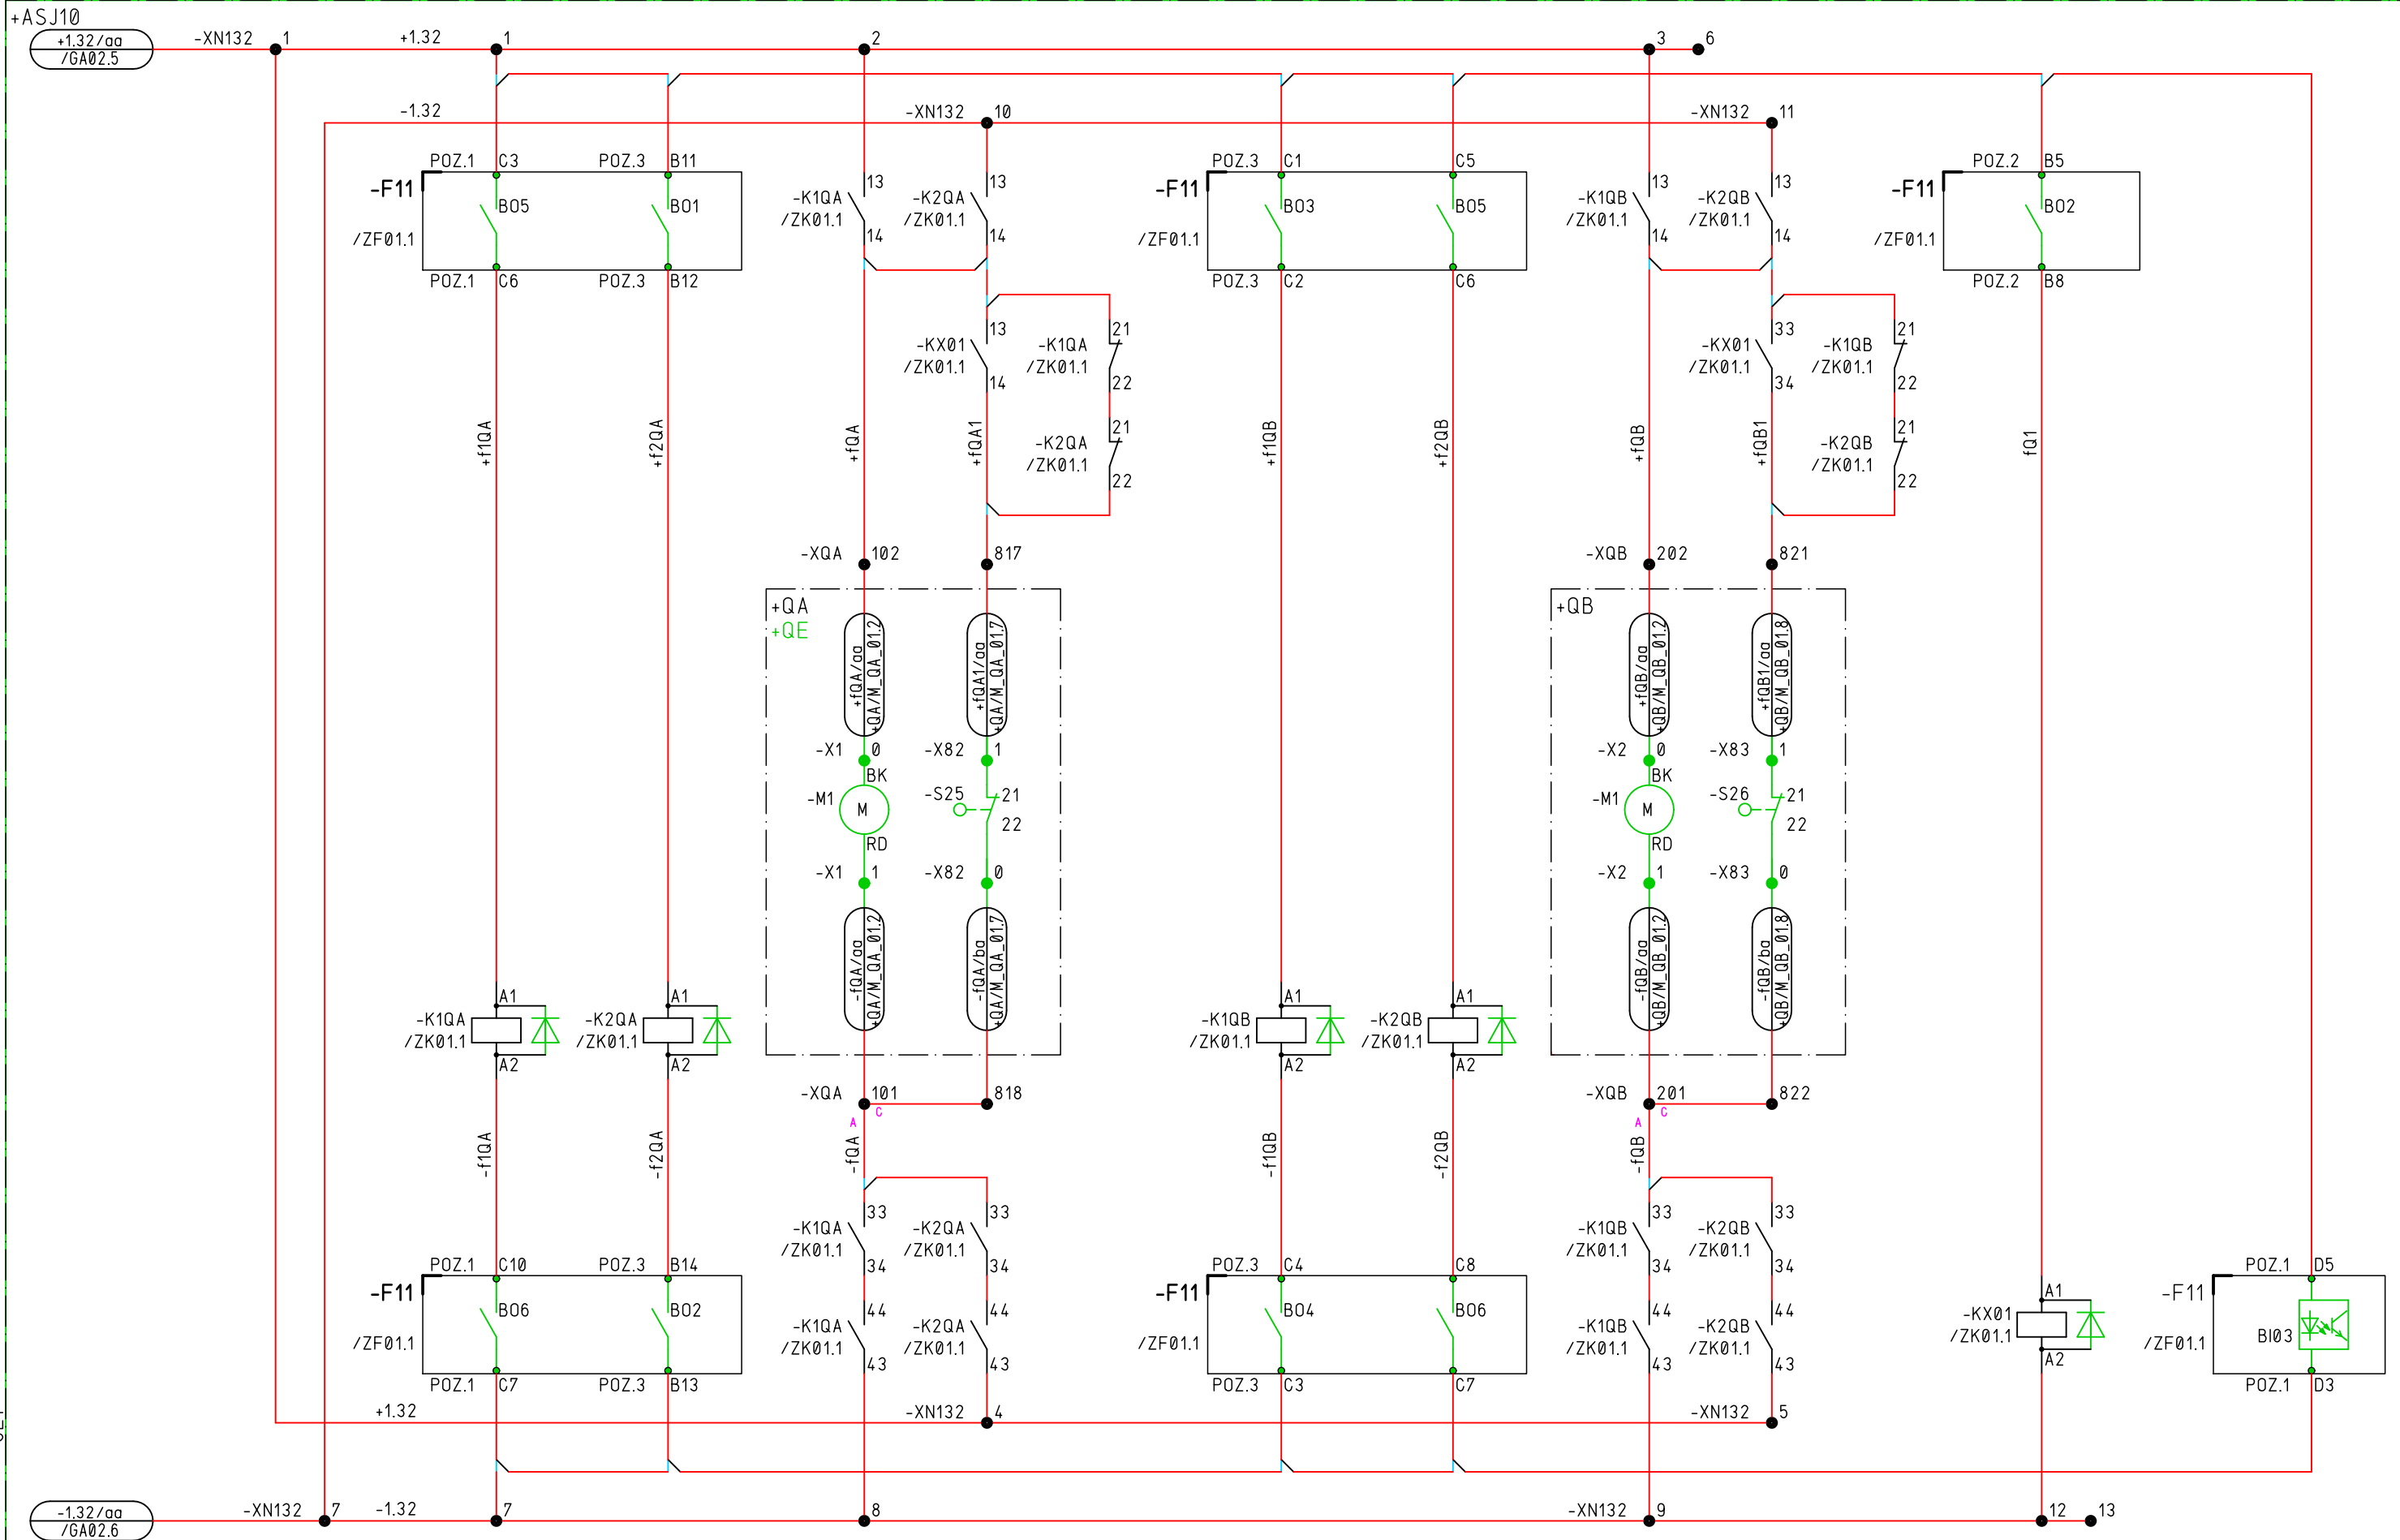 +ASJ10
+1.32/aa
/GA02.5
-XN132 1 +1.32 1 2 3 6
-1.32 -XN132 10 -XN132 11
POZ.1 C3 POZ.3 B11 POZ.3 C1 C5 POZ.2 B5
-F11 BO5 BO1 -K1QA 13 -K2QA 13 -F11 BO3 BO5 -K1QB 13 -K2QB 13 -F11 BO2
/ZF01.1 /ZK01.1 14 /ZK01.1 14 /ZF01.1 /ZK01.1 14 /ZK01.1 14 /ZF01.1
POZ.1 C6 POZ.3 B12 POZ.3 C2 C6 POZ.2 B8
13 21 33 21
-KX01 -K1QA -KX01 -K1QB
/ZK01.1 /ZK01.1 /ZK01.1 /ZK01.1
14 22 34 22
+f1QA +f2QA +fQA +fQA1 +f1QB +f2QB +fQB +fQB1 fQ1
21 21
-K2QA -K2QB
/ZK01.1 /ZK01.1
22 22
-XQA 102 817 -XQB 202 821
+QA +QB
+QE
+fQA/aa
+QA/M_QA_01.2
+fQA1/aa
+QA/M_QA_01.7
+fQB/aa
+QB/M_QB_01.2
+fQB1/aa
+QB/M_QB_01.8
-X1 0 -X82 1 -X2 0 -X83 1
BK BK
-M1 M -S25 21 -M1 M -S26 21
22 22
RD RD
-X1 1 -X82 0 -X2 1 -X83 0
-fQA/aa
+QA/M_QA_01.2
-fQA/ba
+QA/M_QA_01.7
-fQB/aa
+QB/M_QB_01.2
-fQB/ba
+QB/M_QB_01.8
A1 A1 A1 A1
-K1QA -K2QA -K1QB -K2QB
/ZK01.1 /ZK01.1 /ZK01.1 /ZK01.1
A2 A2 A2 A2
-XQA 101 818 -XQB 201 822
A C A C
-f1QA -f2QA -fQA -f1QB -f2QB -fQB
33 33 33 33
-K1QA -K2QA -K1QB -K2QB
/ZK01.1 /ZK01.1 /ZK01.1 /ZK01.1
34 34 34 34
POZ.1 C10 POZ.3 B14 POZ.3 C4 C8 POZ.1 D5
-F11 BO6 BO2 44 44 -F11 BO4 BO6 44 44 A1 -F11
-K1QA -K2QA -K1QB -K2QB -KX01 BI03
/ZF01.1 /ZK01.1 /ZK01.1 /ZF01.1 /ZK01.1 /ZK01.1 /ZK01.1 /ZF01.1
43 43 43 43 A2
POZ.1 C7 POZ.3 B13 POZ.3 C3 C7 POZ.1 D3
+1.32 -XN132 4 -XN132 5
-1.32/aa
/GA02.6
-XN132 7 -1.32 7 8 -XN132 9 12 13